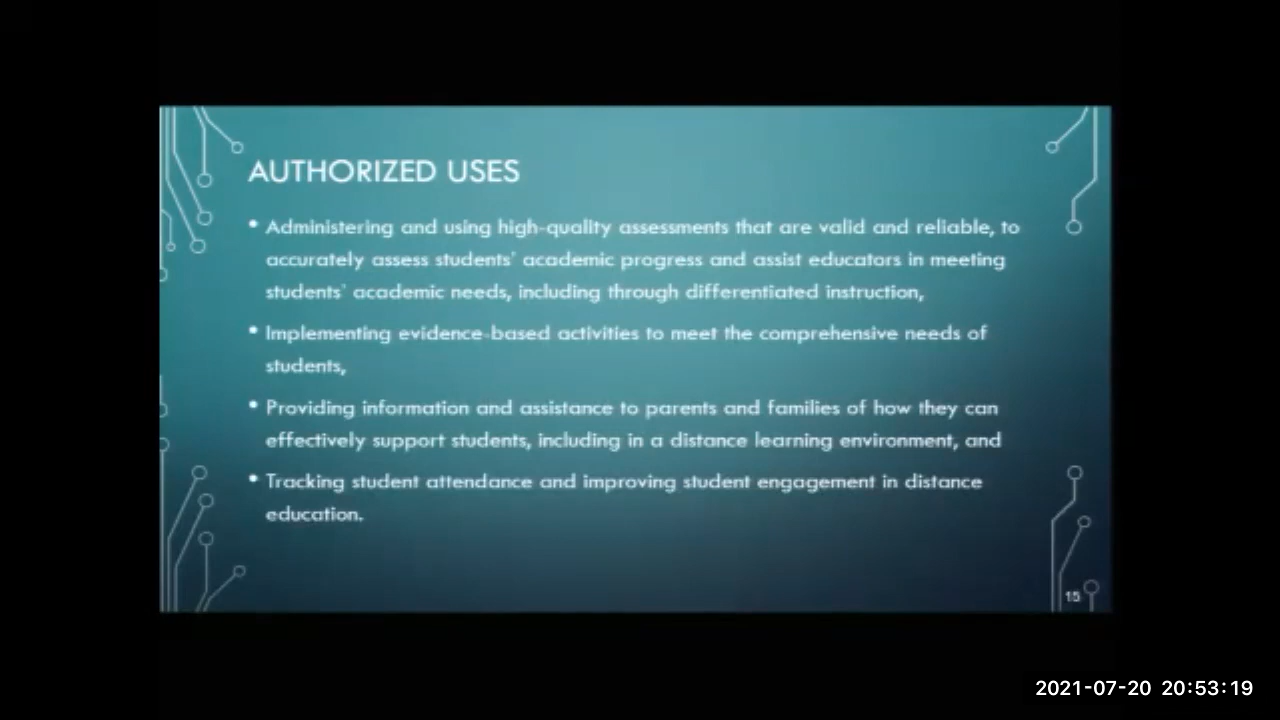 AUTHORIZED USES
• Administering and using high-quality assessments that are valid and reliable, to
accurately assess students' academic progress and assist educators in meeting
students' academic needs, including through differentiated instruction,
• Implementing evidence-based activities to meet the comprehensive needs of
students,
• Providing information and assistance to parents and families of how they can
effectively support students, including in a distance learning environment, and
• Tracking student attendance and improving student engagement in distance
education.
15
2021-07-20 20:53:19